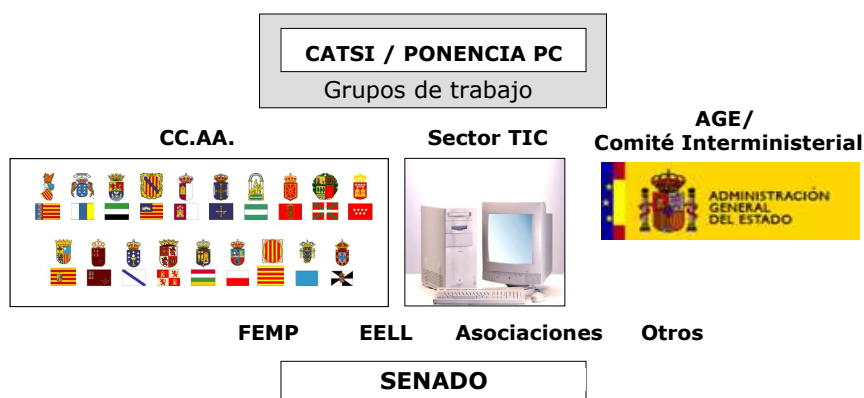 CATSI / PONENCIA PC
Grupos de trabajo
CC.AA.
Sector TIC
AGE/
Comité Interministerial
ADMINISTRACIÓN
GENERAL
DEL ESTADO
FEMP EELL Asociaciones Otros
SENADO